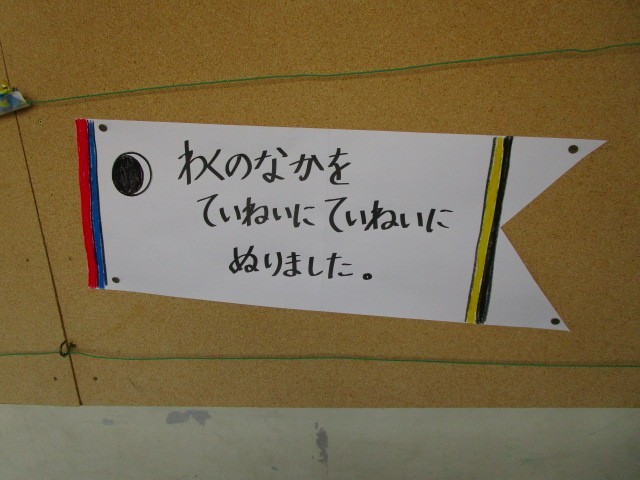 わくのなかを
ていねいにていねいに
ぬりました。